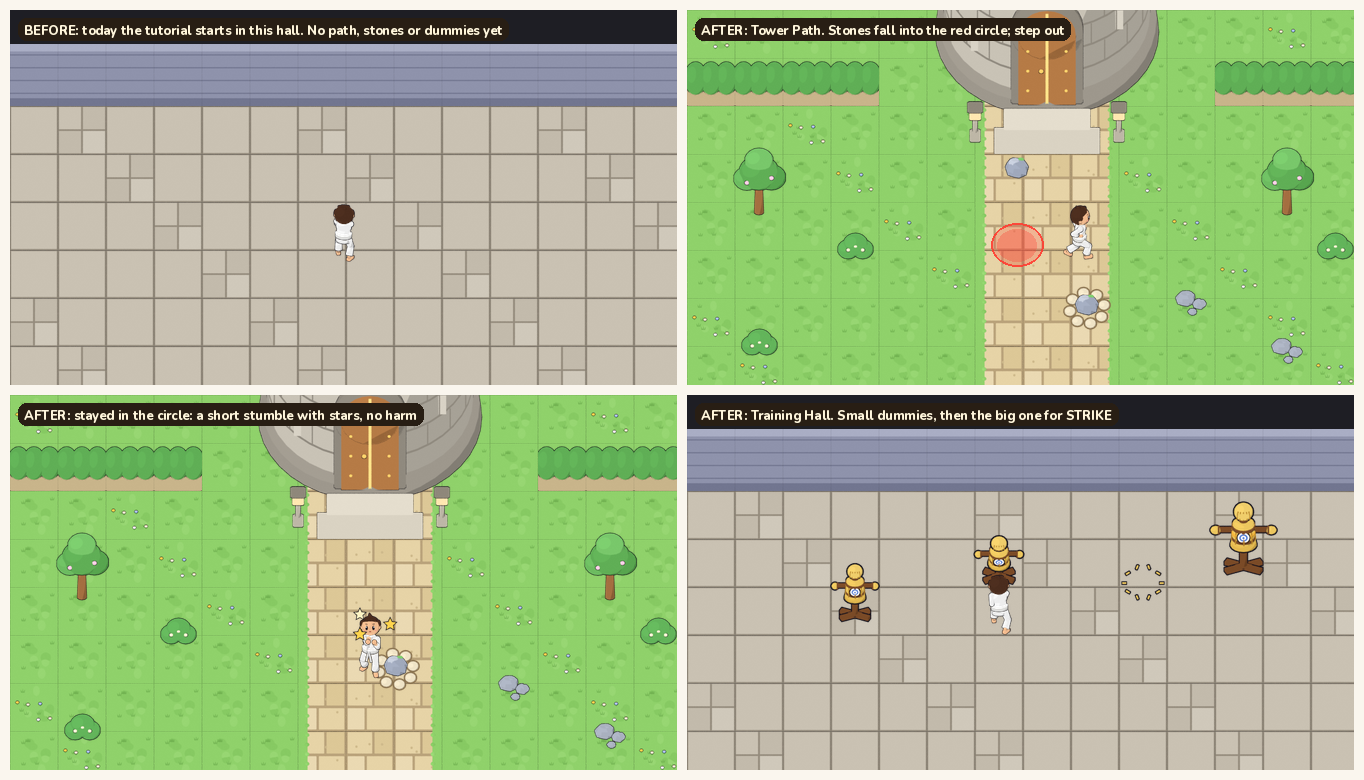 BEFORE: today the tutorial starts in this hall. No path, stones or dummies yet
AFTER: Tower Path. Stones fall into the red circle; step out
AFTER: stayed in the circle: a short stumble with stars, no harm
AFTER: Training Hall. Small dummies, then the big one for STRIKE